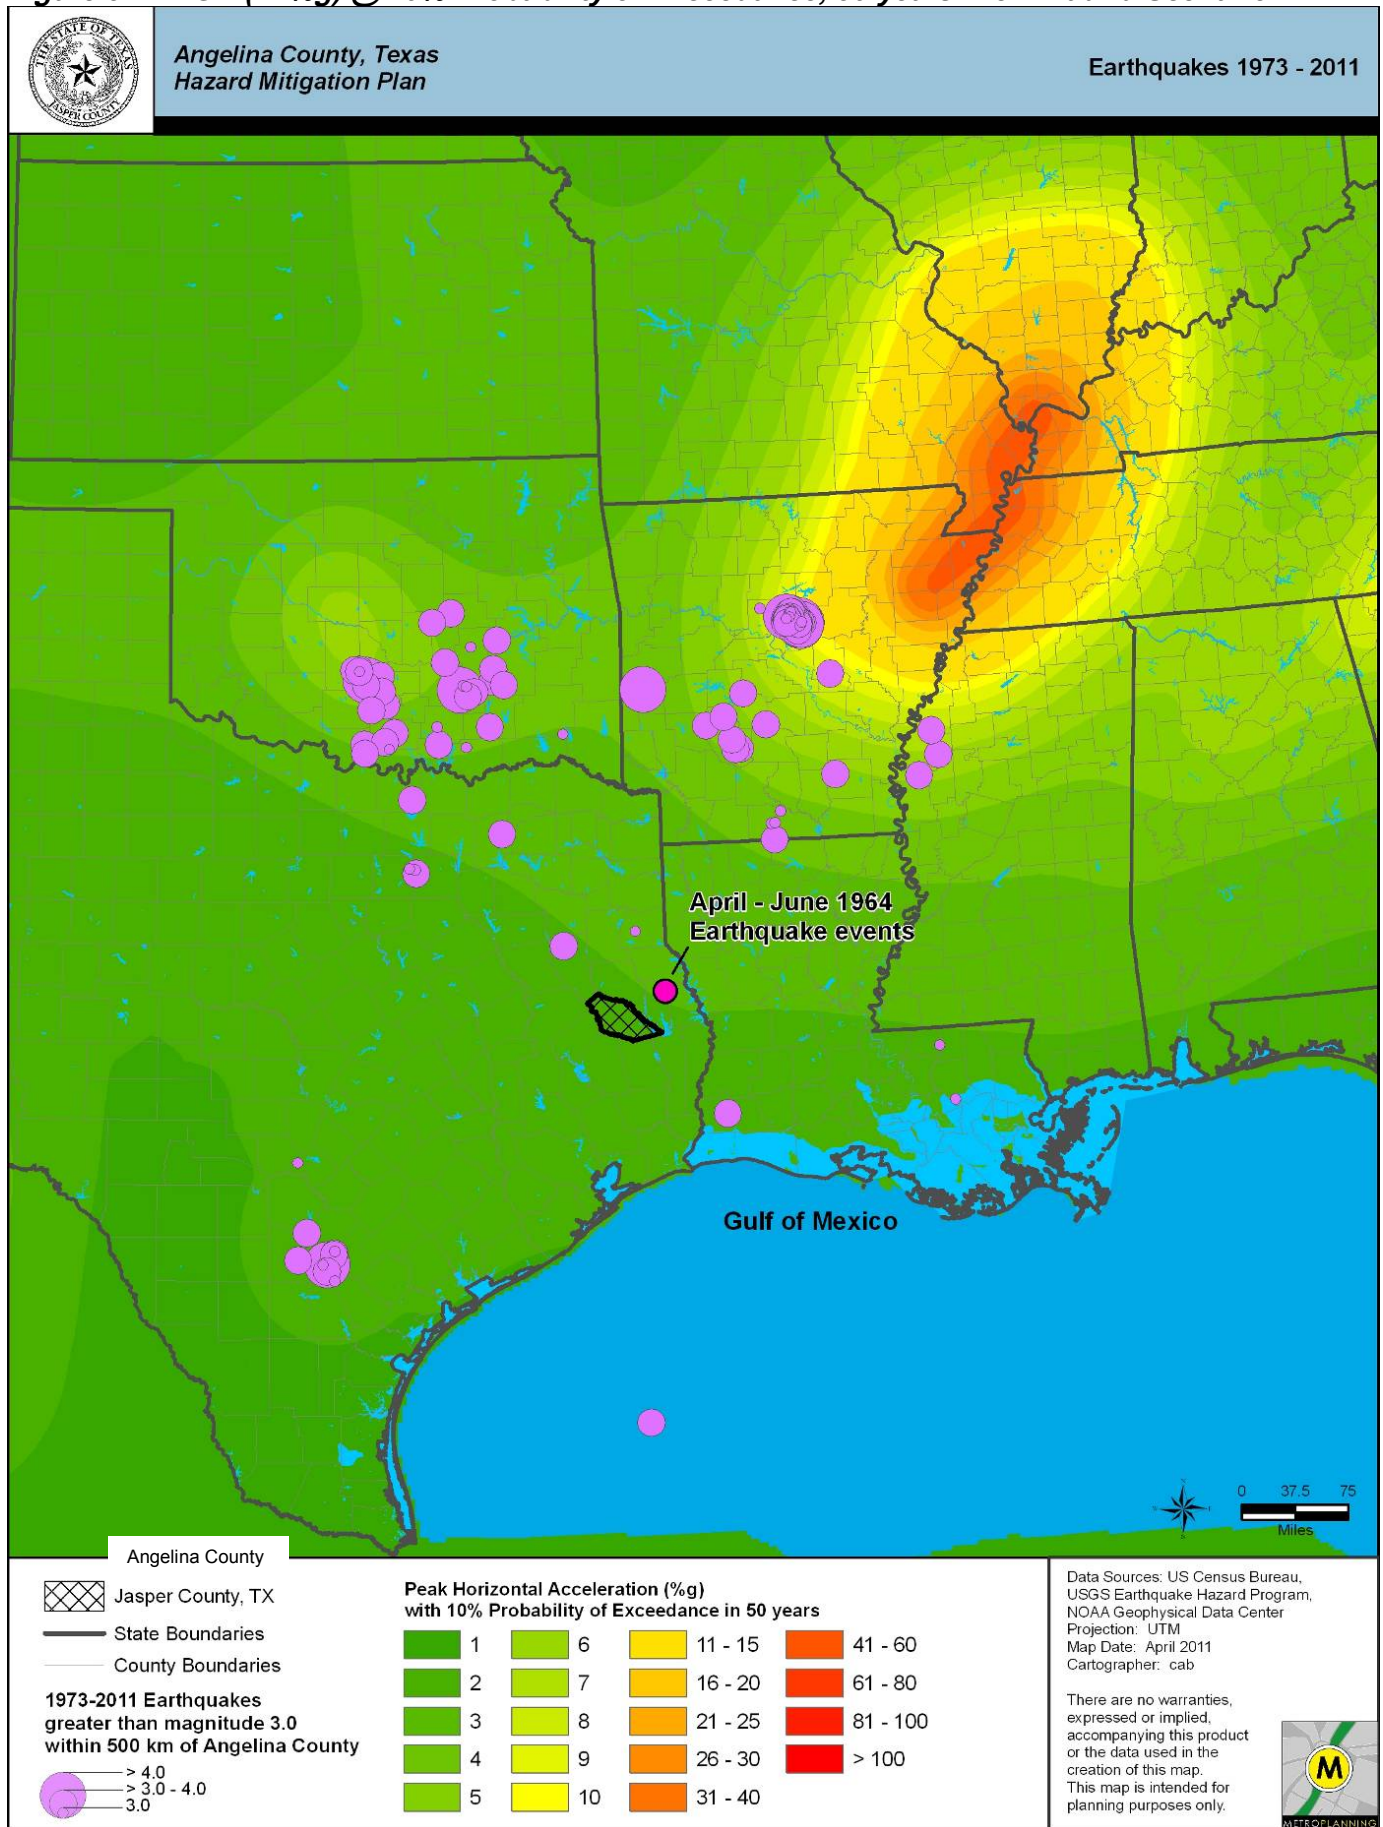 THE STATE OF TEXAS
JASPER COUNTY
Angelina County, Texas
Hazard Mitigation Plan
Earthquakes 1973 - 2011
April - June 1964
Earthquake events
Gulf of Mexico
0 37.5 75
Miles
Angelina County
Jasper County, TX
State Boundaries
County Boundaries
1973-2011 Earthquakes
greater than magnitude 3.0
within 500 km of Angelina County
> 4.0
> 3.0 - 4.0
3.0
Peak Horizontal Acceleration (%g)
with 10% Probability of Exceedance in 50 years
1 6 11 - 15 41 - 60
2 7 16 - 20 61 - 80
3 8 21 - 25 81 - 100
4 9 26 - 30 > 100
5 10 31 - 40
Data Sources: US Census Bureau,
USGS Earthquake Hazard Program,
NOAA Geophysical Data Center
Projection: UTM
Map Date: April 2011
Cartographer: cab
There are no warranties,
expressed or implied,
accompanying this product
or the data used in the
creation of this map.
This map is intended for
planning purposes only.
M
METROPLANNING